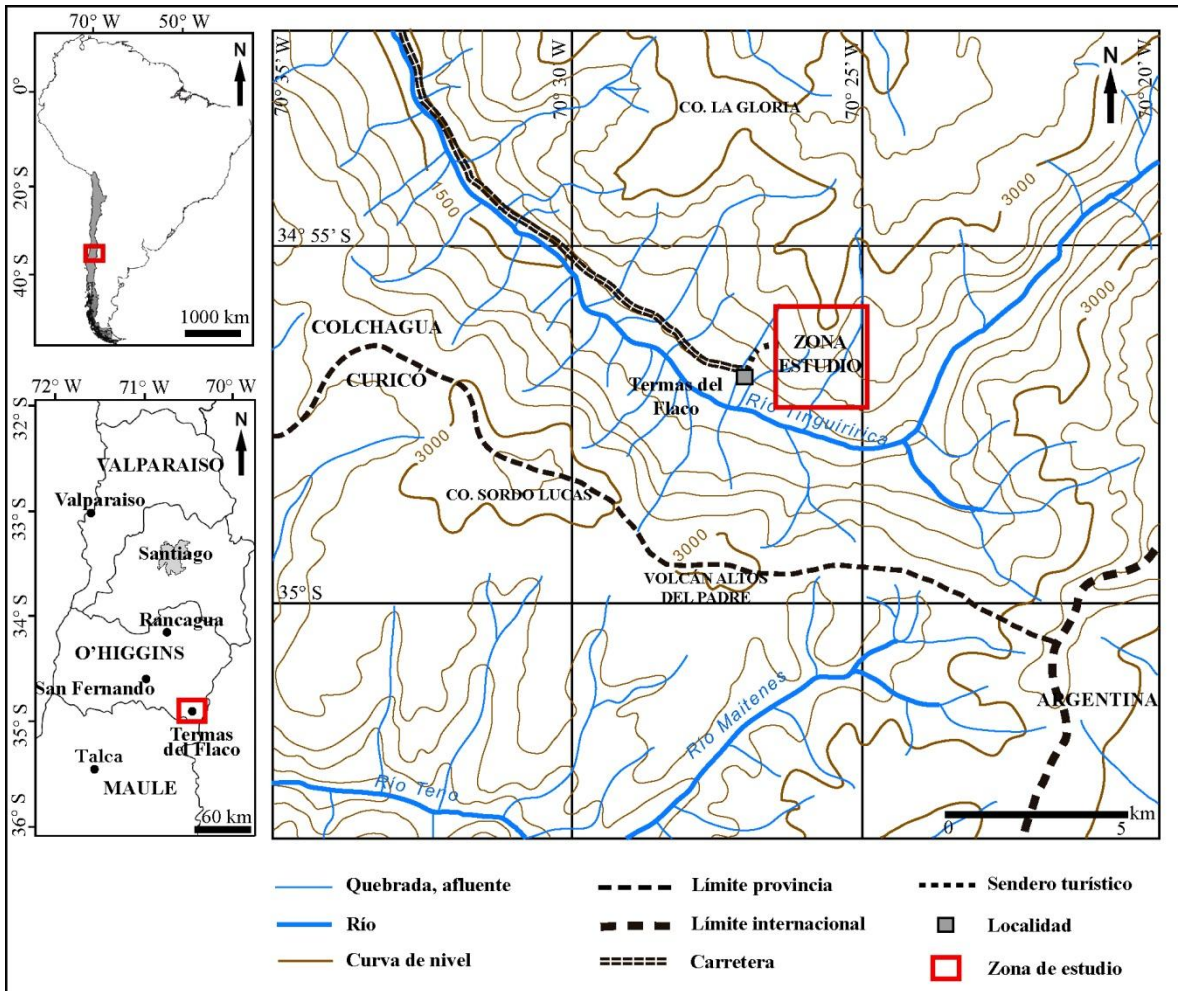 70° W 50° W
N
0°
20°S
40°S
1000 km
72° W 71° W 70° W
N
32°S
33°S
34°S
35°S
36°S
VALPARAISO
Valparaiso
Santiago
Rancagua
O'HIGGINS
San Fernando
Termas
del Flaco
Talca
MAULE
60 km
70° 35' W
70° 30' W
70° 25' W
70° 20' W
N
CO. LA GLORIA
1500
3000
34° 55' S
3000
COLCHAGUA
CURICÓ
ZONA
ESTUDIO
Termas del
Flaco
Río Tinguiririca
3000
CO. SORDO LUCAS
3000
VOLCÁN ALTOS
DEL PADRE
35° S
ARGENTINA
Río Maitenes
Río Teno
km
0 5
Quebrada, afluente
Río
Curva de nivel
Límite provincia
Límite internacional
Carretera
Sendero turístico
Localidad
Zona de estudio